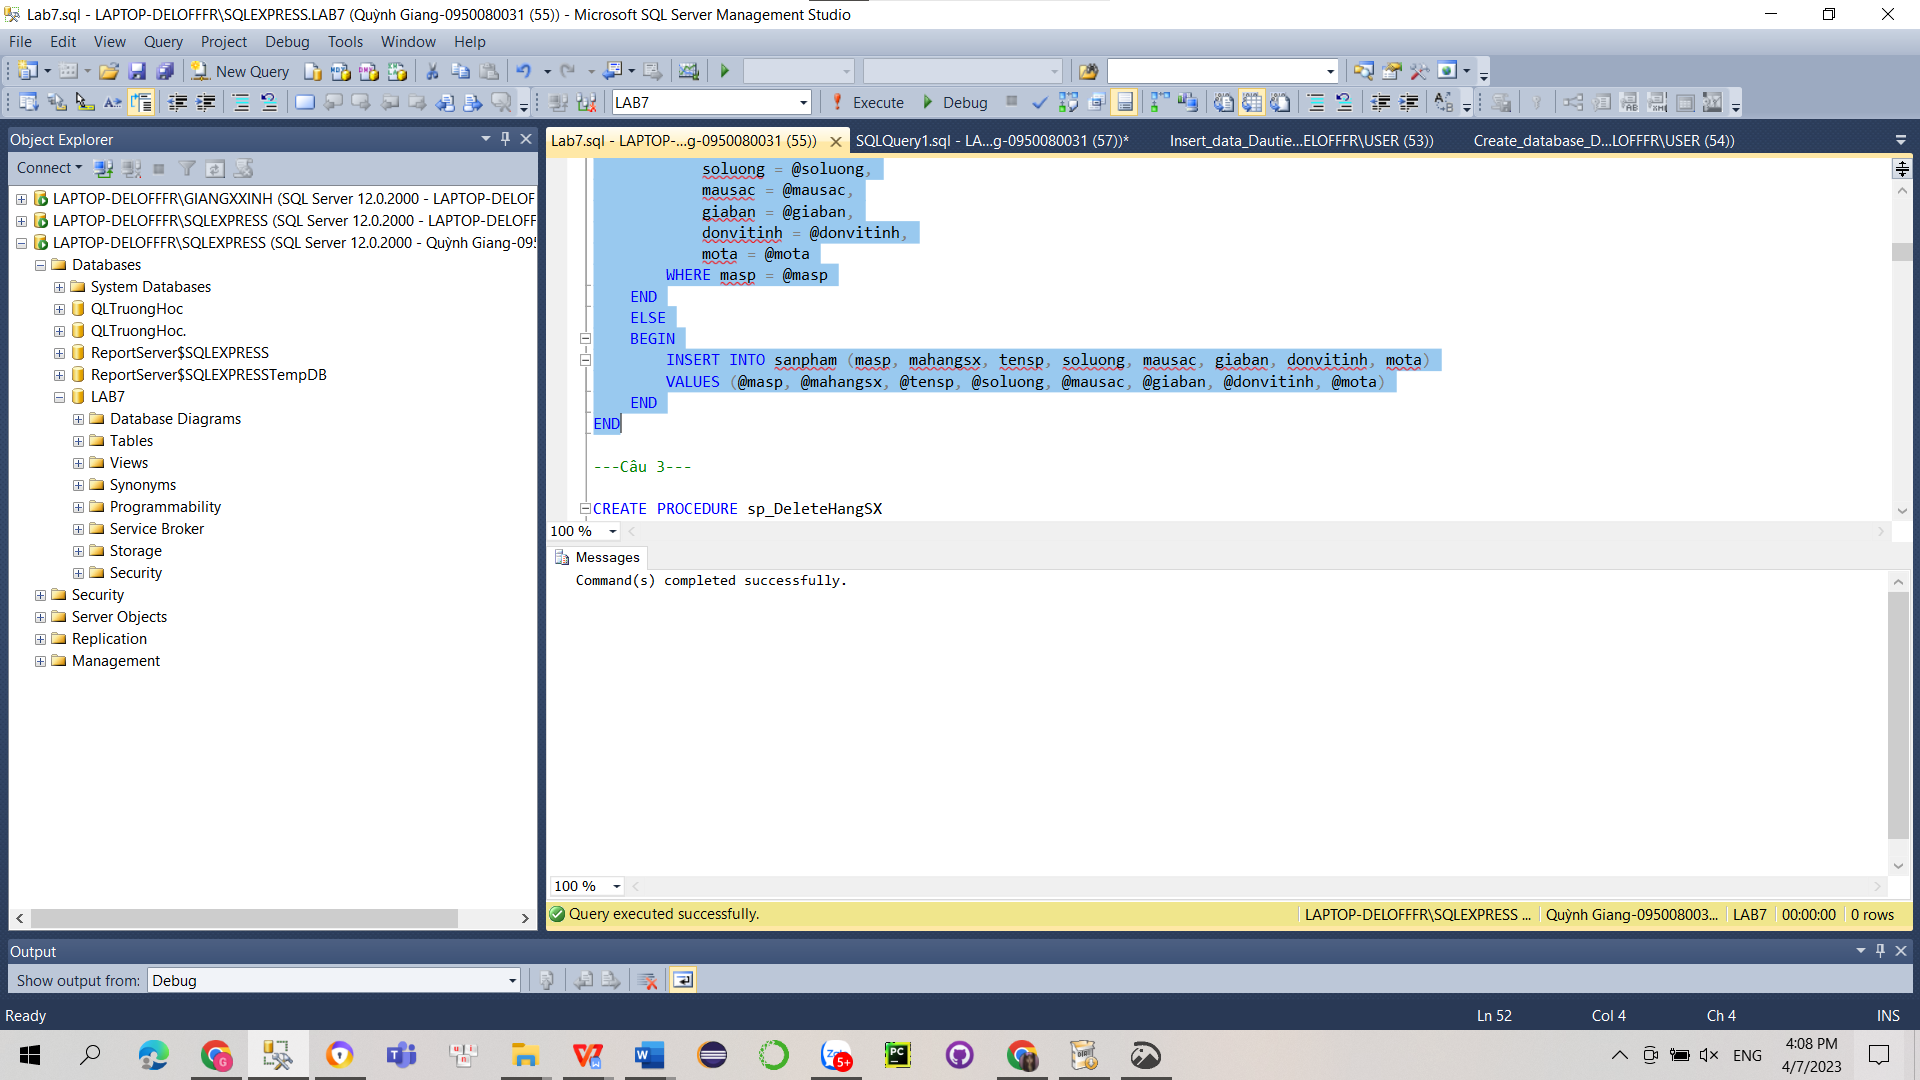 Lab7.sql - LAPTOP-DELOFFFR\SQLEXPRESS.LAB7 (Quỳnh Giang-0950080031 (55)) - Microsoft SQL Server Management Studio
File Edit View Query Project Debug Tools Window Help
New Query
LAB7 Execute Debug
Object Explorer
Connect
LAPTOP-DELOFFFR\GIANGXXINH (SQL Server 12.0.2000 - LAPTOP-DELOF
LAPTOP-DELOFFFR\SQLEXPRESS (SQL Server 12.0.2000 - LAPTOP-DELOFF
LAPTOP-DELOFFFR\SQLEXPRESS (SQL Server 12.0.2000 - Quỳnh Giang-095
Databases
System Databases
QLTruongHoc
QLTruongHoc.
ReportServer$SQLEXPRESS
ReportServer$SQLEXPRESSTempDB
LAB7
Database Diagrams
Tables
Views
Synonyms
Programmability
Service Broker
Storage
Security
Security
Server Objects
Replication
Management
Lab7.sql - LAPTOP-...g-0950080031 (55)) SQLQuery1.sql - LA...g-0950080031 (57))* Insert_data_Dautie...ELOFFFR\USER (53)) Create_database_D...LOFFFR\USER (54))
soluong = @soluong,
mausac = @mausac,
giaban = @giaban,
donvitinh = @donvitinh,
mota = @mota
WHERE masp = @masp
END
ELSE
BEGIN
INSERT INTO sanpham (masp, mahangsx, tensp, soluong, mausac, giaban, donvitinh, mota)
VALUES (@masp, @mahangsx, @tensp, @soluong, @mausac, @giaban, @donvitinh, @mota)
END
END
---Câu 3---
CREATE PROCEDURE sp_DeleteHangSX
100 %
Messages
Command(s) completed successfully.
100 %
Query executed successfully. LAPTOP-DELOFFFR\SQLEXPRESS ... Quỳnh Giang-095008003... LAB7 00:00:00 0 rows
Output
Show output from: Debug
Ready Ln 52 Col 4 Ch 4 INS
5+
PC
ENG
4:08 PM
4/7/2023